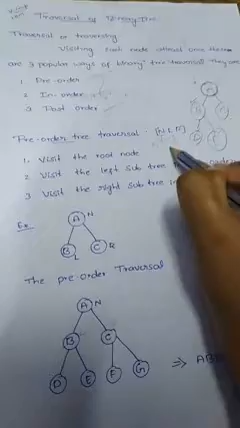 Traversal of Binary Tree
Traversal or traversing
Visiting each node atleast once there
are 3 popular ways of binary tree traversal They are
1. Pre-order
2. In-order
3. Post order
A
Pre-order tree traversal -
1. Visit the root node
2. Visit the left sub tree
3. Visit the right sub tree in
Ex:
A N
B L C R
The pre-order Traversal
A N
B C
D E F G
⇒ AB